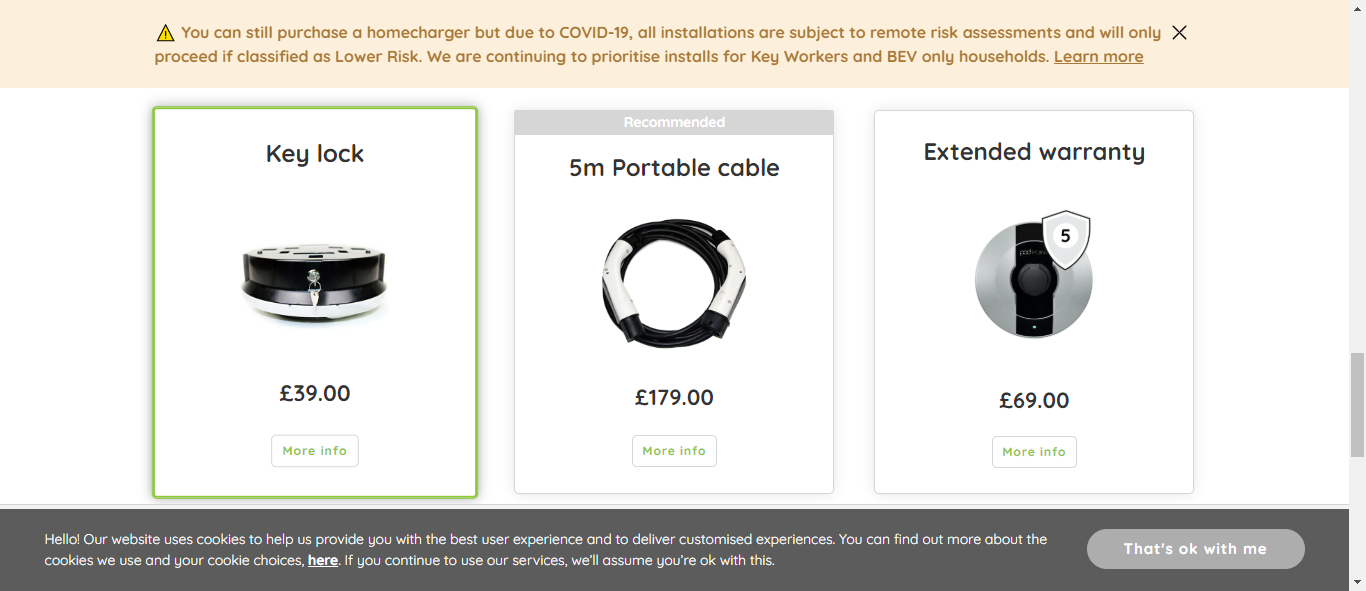 ⚠ You can still purchase a homecharger but due to COVID-19, all installations are subject to remote risk assessments and will only
proceed if classified as Lower Risk. We are continuing to prioritise installs for Key Workers and BEV only households. Learn more
Key lock
£39.00
More info
Recommended
5m Portable cable
£179.00
More info
Extended warranty
5
£69.00
More info
Hello! Our website uses cookies to help us provide you with the best user experience and to deliver customised experiences. You can find out more about the
cookies we use and your cookie choices, here. If you continue to use our services, we’ll assume you’re ok with this.
That's ok with me